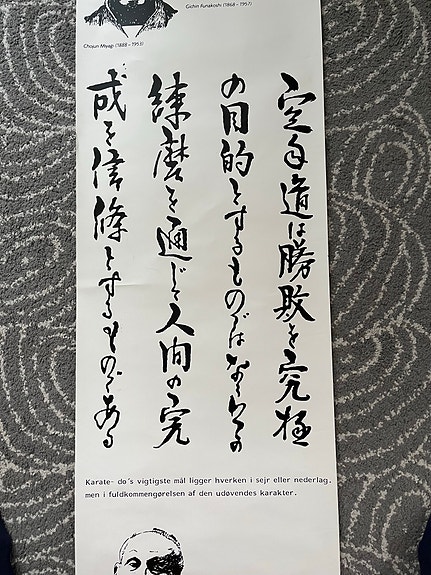 Gichin Funakoshi (1868 - 1957)
Chojun Miyagi (1888 - 1953)
空手道は勝敗を究極
の目的とするものではなくその
練磨を通じて人間の完
成を信條とするものである
Karate- do's vigtigste mål ligger hverken i sejr eller nederlag,
men i fuldkommengørelsen af den udøvendes karakter.